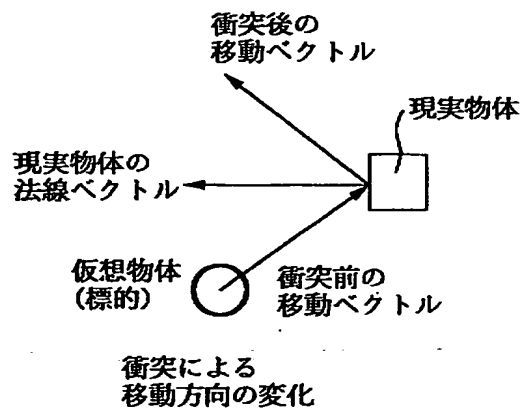 衝突後の
移動ベクトル
現実物体
現実物体の
法線ベクトル
仮想物体
(標的)
衝突前の
移動ベクトル
衝突による
移動方向の変化